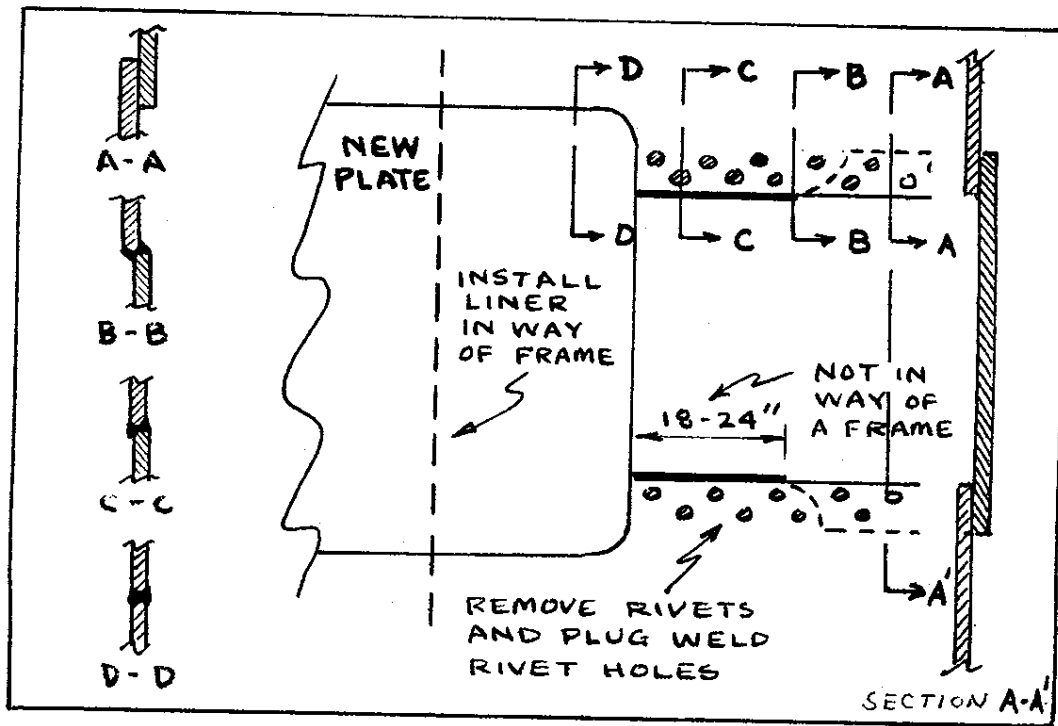 A-A
B-B
C-C
D-D
NEW
PLATE
D
C
B
A
D
C
B
A
INSTALL
LINER
IN WAY
OF FRAME
NOT IN
WAY OF
A FRAME
18-24"
A'
REMOVE RIVETS
AND PLUG WELD
RIVET HOLES
SECTION A-A'